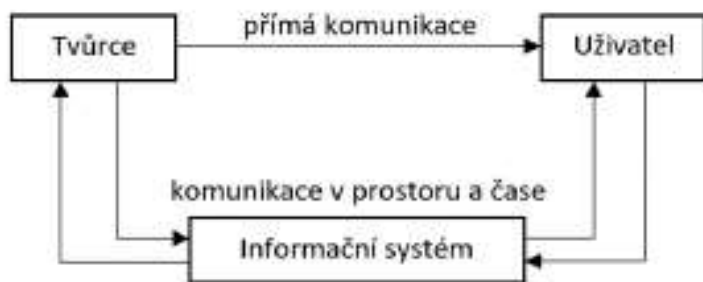 Tvůrce
přímá komunikace
Uživatel
komunikace v prostoru a čase
Informační systém